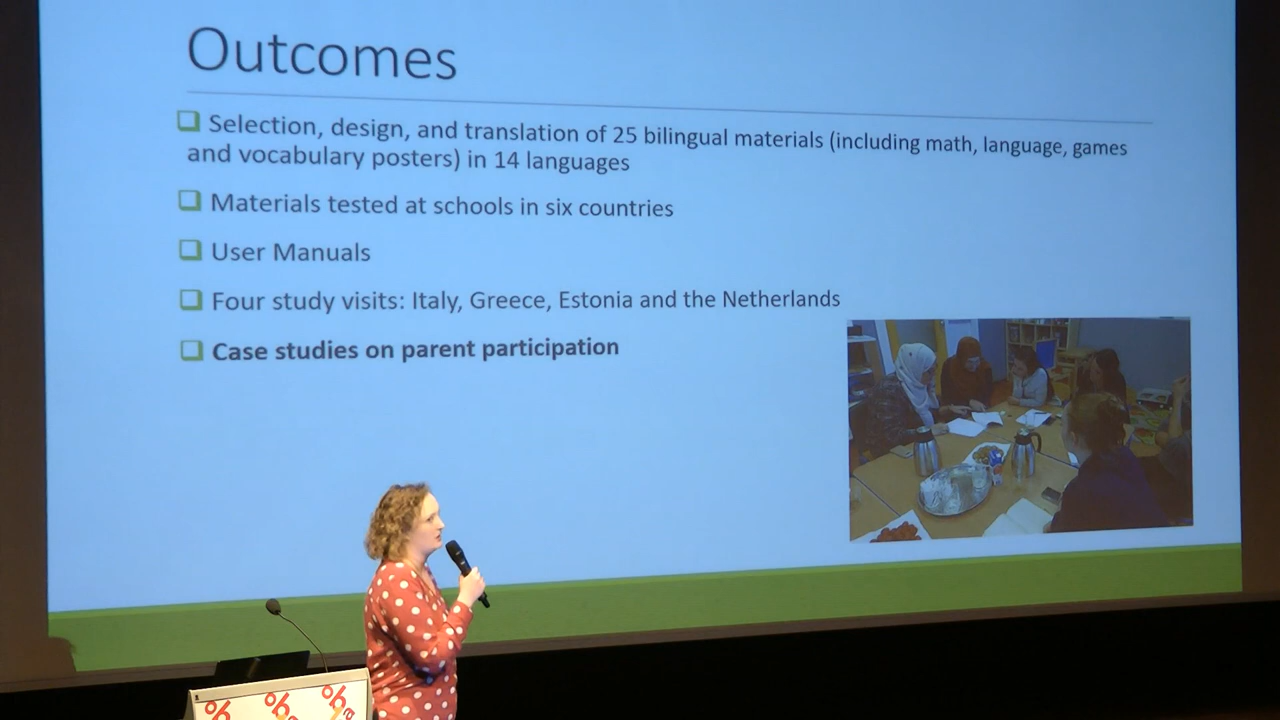 Outcomes
Selection, design, and translation of 25 bilingual materials (including math, language, games
and vocabulary posters) in 14 languages
Materials tested at schools in six countries
User Manuals
Four study visits: Italy, Greece, Estonia and the Netherlands
Case studies on parent participation
oba